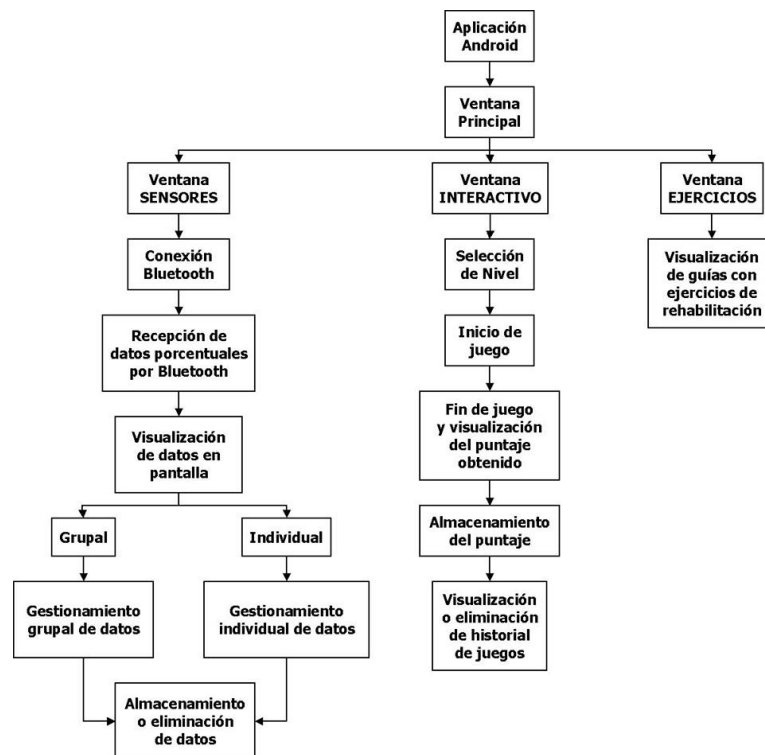 Aplicación
Android
Ventana
Principal
Ventana
SENSORES
Ventana
INTERACTIVO
Ventana
EJERCICIOS
Conexión
Bluetooth
Selección
de Nivel
Visualización
de guías con
ejercicios de
rehabilitación
Recepción de
datos porcentuales
por Bluetooth
Inicio de
juego
Visualización
de datos en
pantalla
Fin de juego
y visualización
del puntaje
obtenido
Grupal
Individual
Almacenamiento
del puntaje
Gestionamiento
grupal de datos
Gestionamiento
individual de datos
Visualización
o eliminación
de historial
de juegos
Almacenamiento
o eliminación
de datos